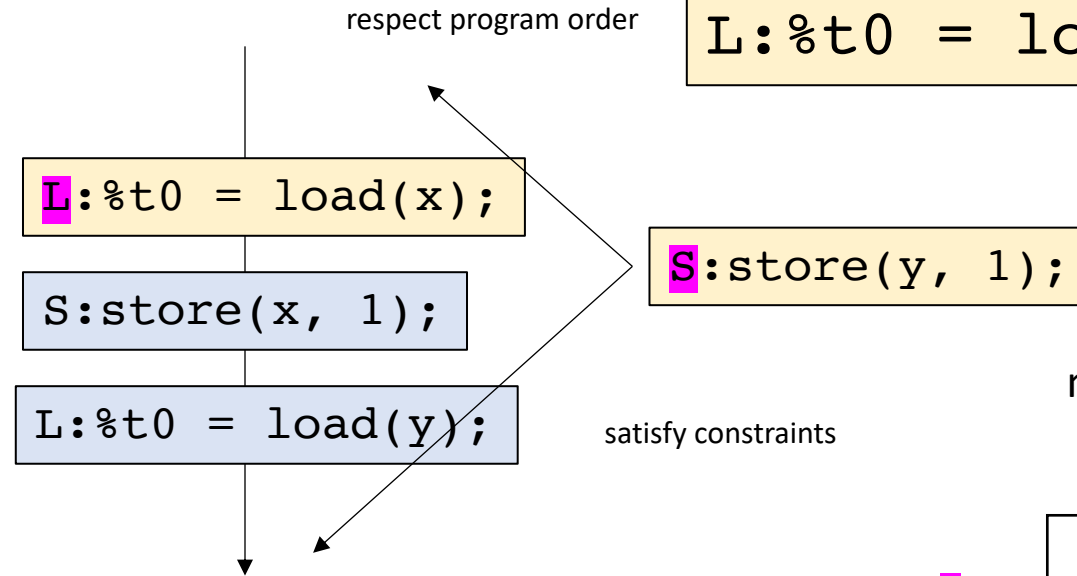 respect program order
L:%t0 = lo
L:%t0 = load(x);
S:store(y, 1);
S:store(x, 1);
L:%t0 = load(y);
satisfy constraints